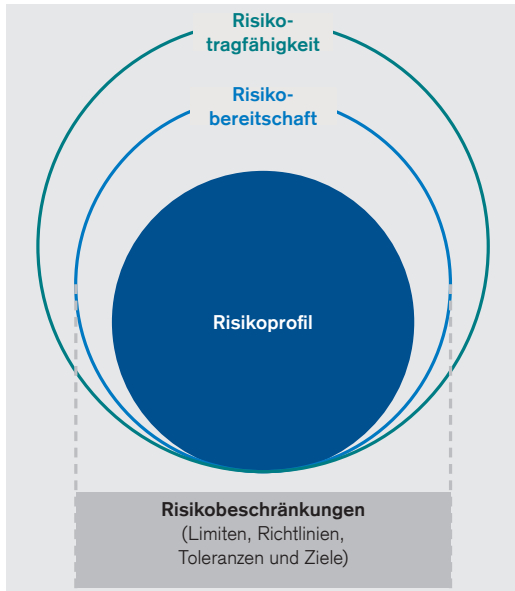 Risiko-
tragfähigkeit
Risiko-
bereitschaft
Risikoprofil
Risikobeschränkungen
(Limiten, Richtlinien,
Toleranzen und Ziele)